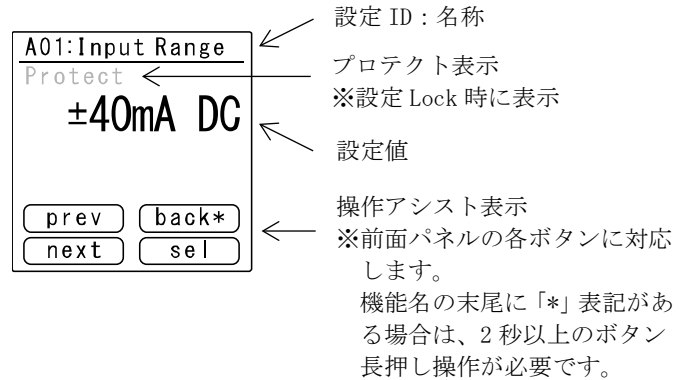 設定 ID：名称
A01:Input Range
Protect
プロテクト表示
※設定 Lock 時に表示
±40mA DC
設定値
prev back*
next sel
操作アシスト表示
※前面パネルの各ボタンに対応
します。
機能名の末尾に「*」表記があ
る場合は、2 秒以上のボタン
長押し操作が必要です。